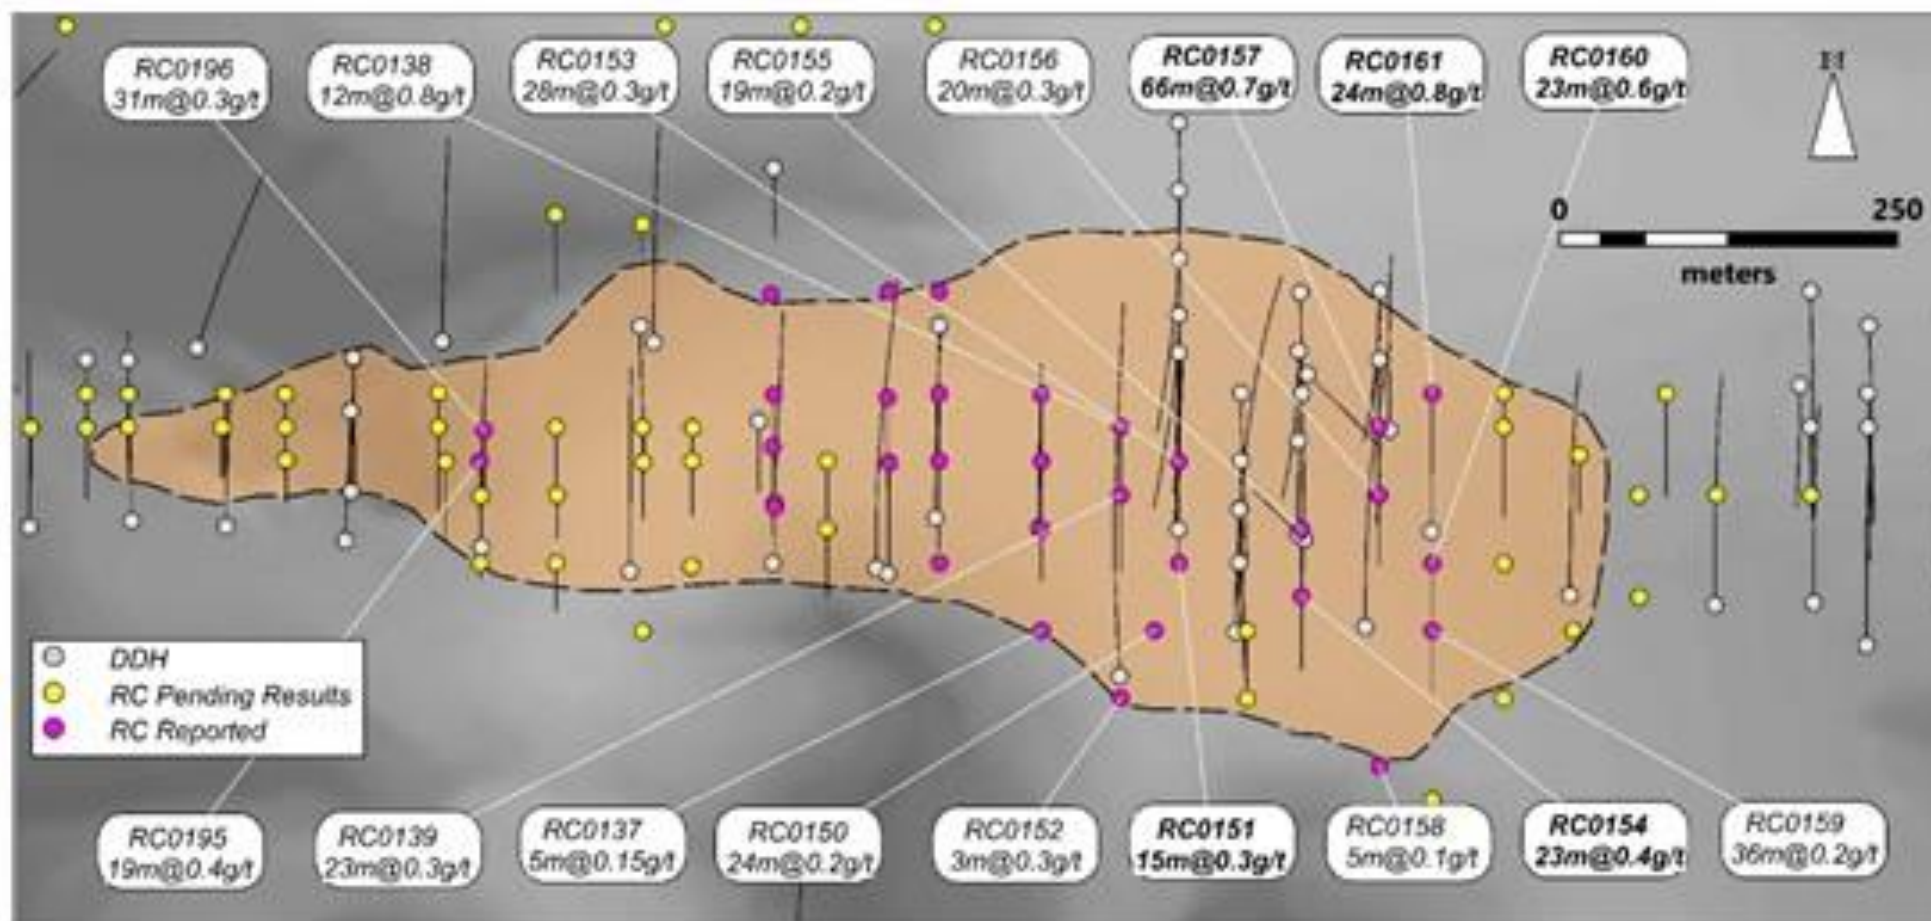 RC0196
31m@0.3g/t
RC0138
12m@0.8g/t
RC0153
28m@0.3g/t
RC0155
19m@0.2g/t
RC0156
20m@0.3g/t
RC0157
66m@0.7g/t
RC0161
24m@0.8g/t
RC0160
23m@0.6g/t
N
0 250
meters
DDH
RC Pending Results
RC Reported
RC0195
19m@0.4g/t
RC0139
23m@0.3g/t
RC0137
5m@0.15g/t
RC0150
24m@0.2g/t
RC0152
3m@0.3g/t
RC0151
15m@0.3g/t
RC0158
5m@0.1g/t
RC0154
23m@0.4g/t
RC0159
36m@0.2g/t